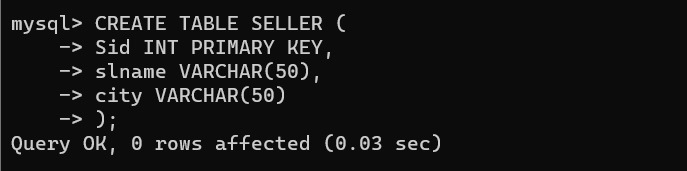 mysql> CREATE TABLE SELLER (
    -> Sid INT PRIMARY KEY,
    -> slname VARCHAR(50),
    -> city VARCHAR(50)
    -> );
Query OK, 0 rows affected (0.03 sec)